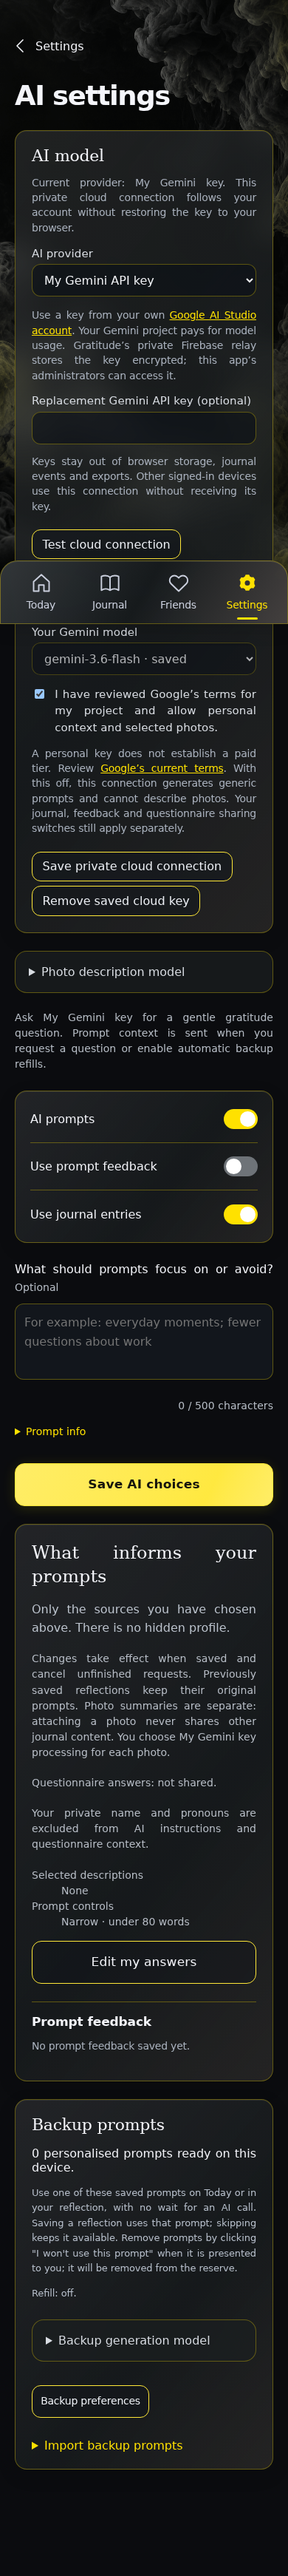 Settings
AI settings
AI model
Current provider: My Gemini key. This
private cloud connection follows your
account without restoring the key to your
browser.
AI provider
My Gemini API key
Use a key from your own Google AI Studio
account. Your Gemini project pays for model
usage. Gratitude's private Firebase relay
stores the key encrypted; this app's
administrators can access it.
Replacement Gemini API key (optional)
Keys stay out of browser storage, journal
events and exports. Other signed-in devices
use this connection without receiving its
key.
Test cloud connection
Today
Journal
Friends
Settings
Your Gemini model
gemini-3.6-flash · saved
I have reviewed Google's terms for
my project and allow personal
context and selected photos.
A personal key does not establish a paid
tier. Review Google's current terms. With
this off, this connection generates generic
prompts and cannot describe photos. Your
journal, feedback and questionnaire sharing
switches still apply separately.
Save private cloud connection
Remove saved cloud key
Photo description model
Ask My Gemini key for a gentle gratitude
question. Prompt context is sent when you
request a question or enable automatic backup
refills.
AI prompts
Use prompt feedback
Use journal entries
What should prompts focus on or avoid?
Optional
For example: everyday moments; fewer
questions about work
0 / 500 characters
Prompt info
Save AI choices
What informs your
prompts
Only the sources you have chosen
above. There is no hidden profile.
Changes take effect when saved and
cancel unfinished requests. Previously
saved reflections keep their original
prompts. Photo summaries are separate:
attaching a photo never shares other
journal content. You choose My Gemini key
processing for each photo.
Questionnaire answers: not shared.
Your private name and pronouns are
excluded from AI instructions and
questionnaire context.
Selected descriptions
None
Prompt controls
Narrow · under 80 words
Edit my answers
Prompt feedback
No prompt feedback saved yet.
Backup prompts
0 personalised prompts ready on this
device.
Use one of these saved prompts on Today or in
your reflection, with no wait for an AI call.
Saving a reflection uses that prompt; skipping
keeps it available. Remove prompts by clicking
"I won't use this prompt" when it is presented
to you; it will be removed from the reserve.
Refill: off.
Backup generation model
Backup preferences
Import backup prompts